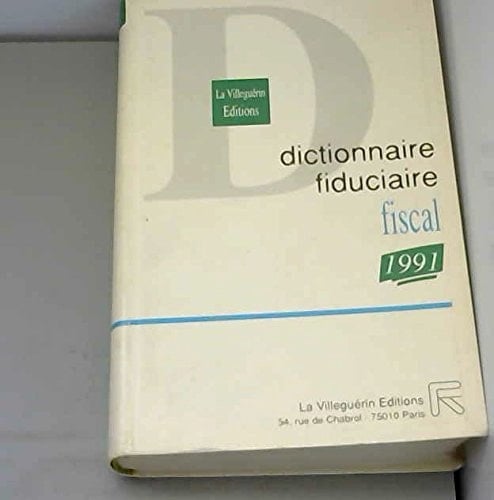 D
La Villeguérin
Editions
dictionnaire
fiduciaire
fiscal
1991
La Villeguérin Editions
54, rue de Chabrol 75010 Paris